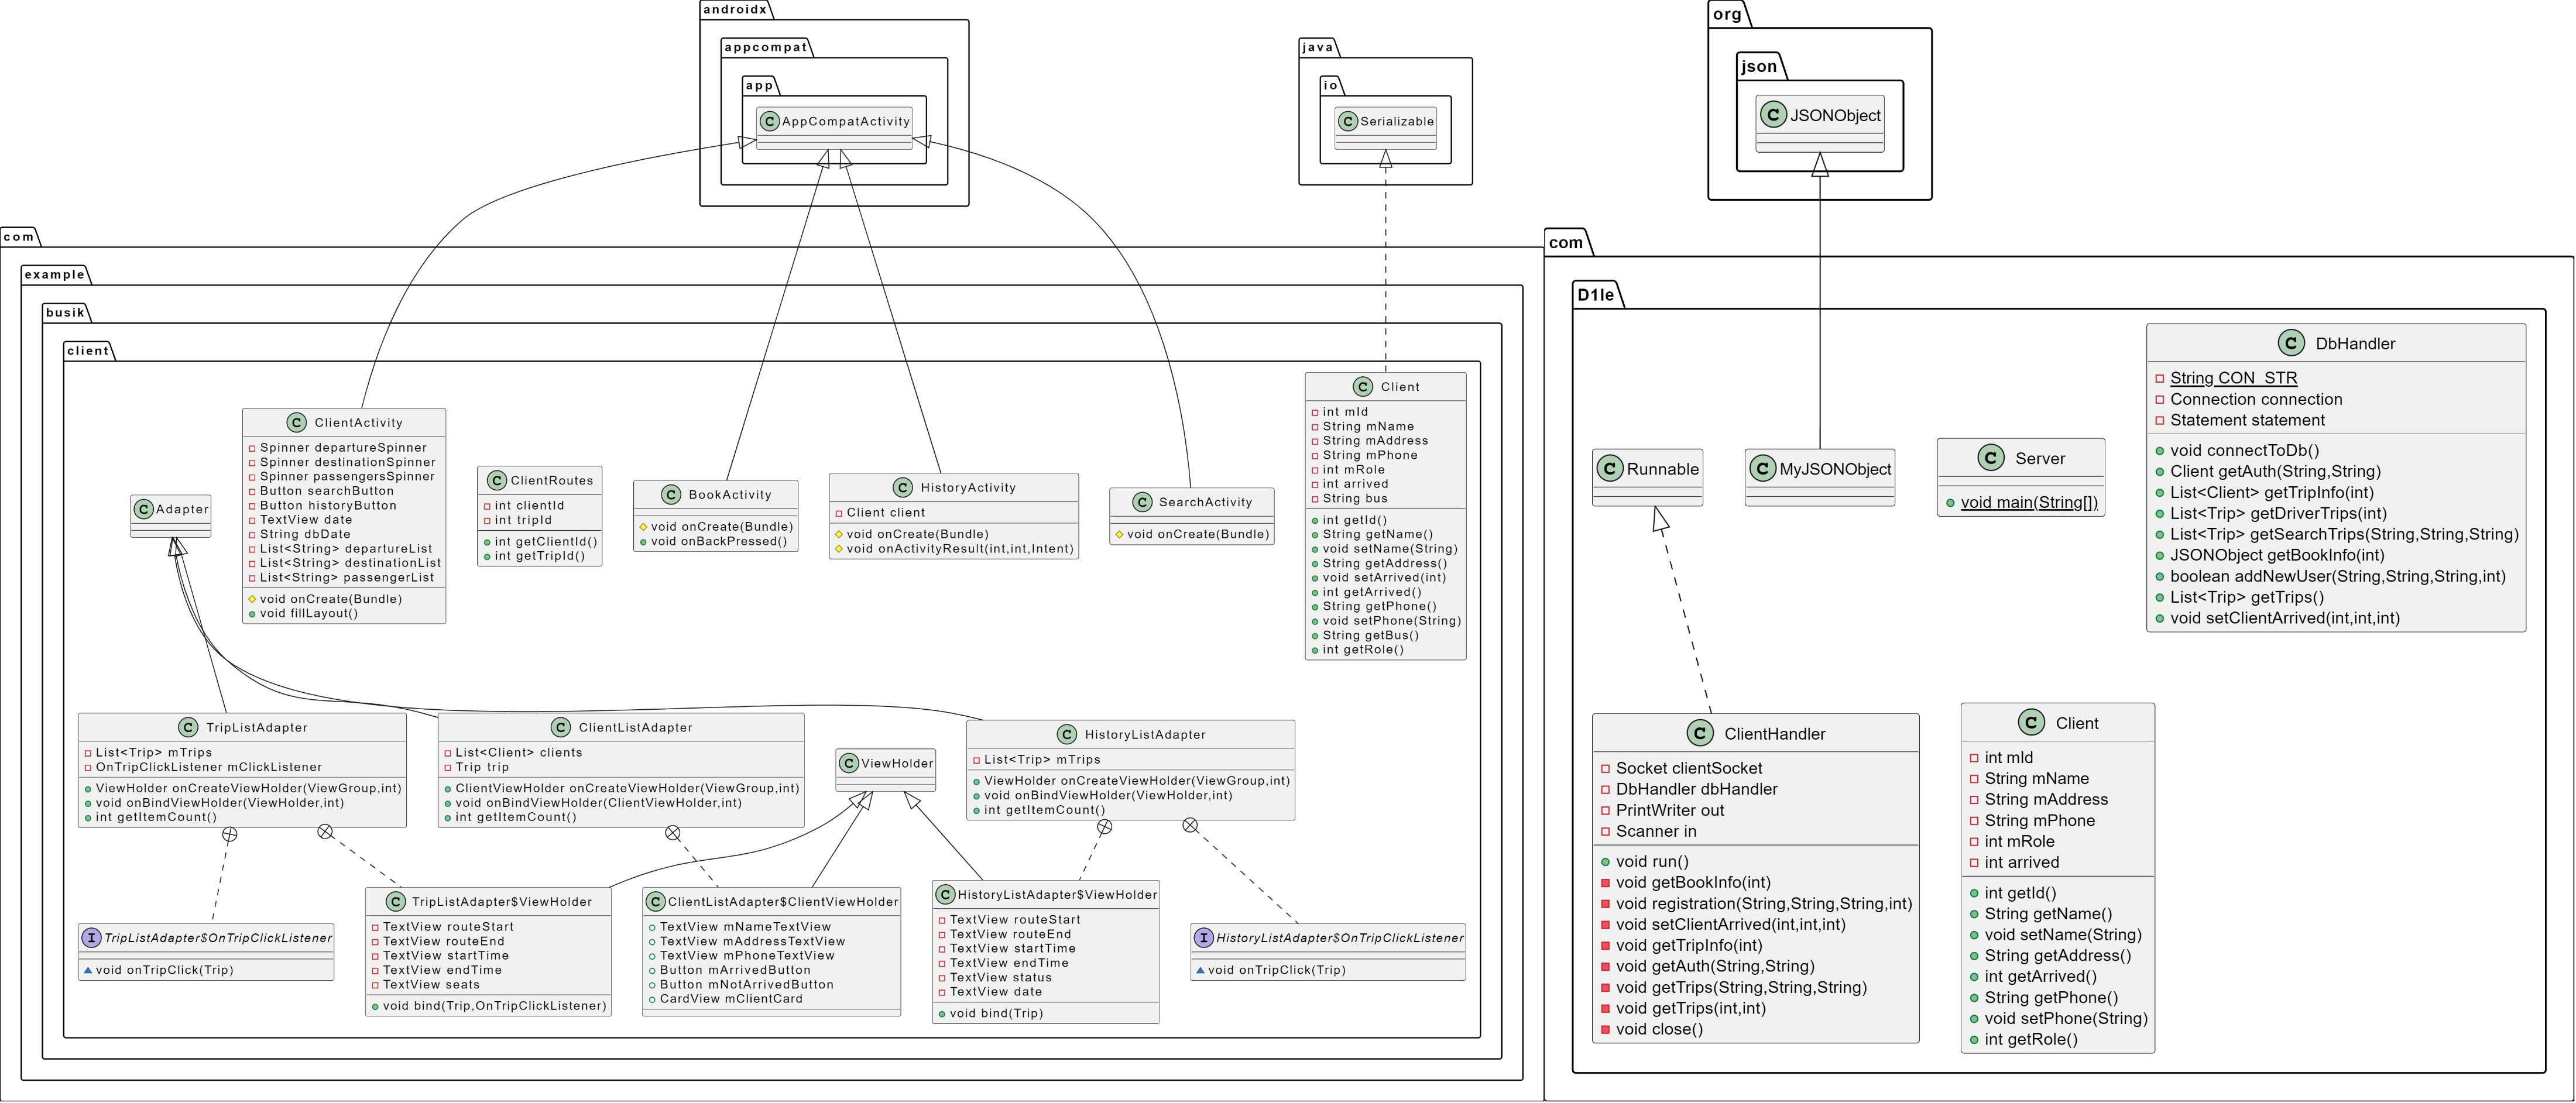 androidx
appcompat
app
C AppCompatActivity
java
io
C Serializable
org
json
C JSONObject
com
example
busik
client
C Adapter
C ClientActivity
Spinner departureSpinner
Spinner destinationSpinner
Spinner passengersSpinner
Button searchButton
Button historyButton
TextView date
String dbDate
List<String> departureList
List<String> destinationList
List<String> passengerList
void onCreate(Bundle)
void fillLayout()
C ClientRoutes
int clientId
int tripId
int getClientId()
int getTripId()
C BookActivity
void onCreate(Bundle)
void onBackPressed()
C HistoryActivity
Client client
void onCreate(Bundle)
void onActivityResult(int,int,Intent)
C SearchActivity
void onCreate(Bundle)
C Client
int mId
String mName
String mAddress
String mPhone
int mRole
int arrived
String bus
int getId()
String getName()
void setName(String)
String getAddress()
void setArrived(int)
int getArrived()
String getPhone()
void setPhone(String)
String getBus()
int getRole()
C TripListAdapter
List<Trip> mTrips
OnTripClickListener mClickListener
ViewHolder onCreateViewHolder(ViewGroup,int)
void onBindViewHolder(ViewHolder,int)
int getItemCount()
C ClientListAdapter
List<Client> clients
Trip trip
ClientViewHolder onCreateViewHolder(ViewGroup,int)
void onBindViewHolder(ClientViewHolder,int)
int getItemCount()
C ViewHolder
C HistoryListAdapter
List<Trip> mTrips
ViewHolder onCreateViewHolder(ViewGroup,int)
void onBindViewHolder(ViewHolder,int)
int getItemCount()
I TripListAdapter$OnTripClickListener
void onTripClick(Trip)
C TripListAdapter$ViewHolder
TextView routeStart
TextView routeEnd
TextView startTime
TextView endTime
TextView seats
void bind(Trip,OnTripClickListener)
C ClientListAdapter$ClientViewHolder
TextView mNameTextView
TextView mAddressTextView
TextView mPhoneTextView
Button mArrivedButton
Button mNotArrivedButton
CardView mClientCard
C HistoryListAdapter$ViewHolder
TextView routeStart
TextView routeEnd
TextView startTime
TextView endTime
TextView status
TextView date
void bind(Trip)
I HistoryListAdapter$OnTripClickListener
void onTripClick(Trip)
com
D1le
C Runnable
C MyJSONObject
C Server
void main(String[])
C DbHandler
String CON_STR
Connection connection
Statement statement
void connectToDb()
Client getAuth(String,String)
List<Client> getTripInfo(int)
List<Trip> getDriverTrips(int)
List<Trip> getSearchTrips(String,String,String)
JSONObject getBookInfo(int)
boolean addNewUser(String,String,String,int)
List<Trip> getTrips()
void setClientArrived(int,int,int)
C ClientHandler
Socket clientSocket
DbHandler dbHandler
PrintWriter out
Scanner in
void run()
void getBookInfo(int)
void registration(String,String,String,int)
void setClientArrived(int,int,int)
void getTripInfo(int)
void getAuth(String,String)
void getTrips(String,String,String)
void getTrips(int,int)
void close()
C Client
int mId
String mName
String mAddress
String mPhone
int mRole
int arrived
int getId()
String getName()
void setName(String)
String getAddress()
int getArrived()
String getPhone()
void setPhone(String)
int getRole()